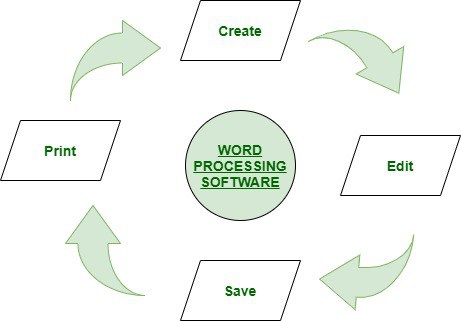 Create
Print
WORD
PROCESSING
SOFTWARE
Edit
Save